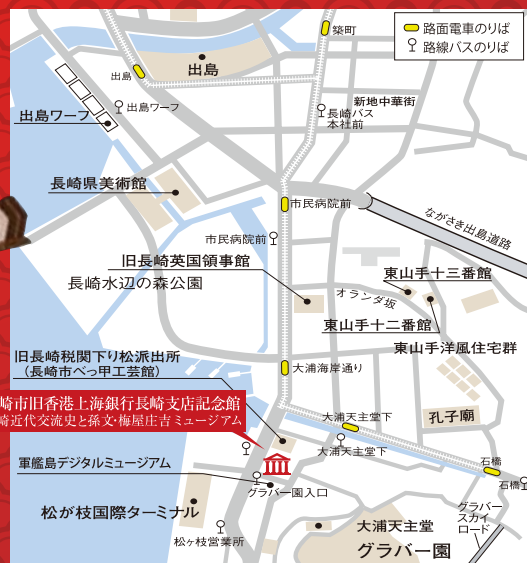 路面電車のりば
路線バスのりば
築町
出島
出島
出島ワーフ
出島ワーフ
新地中華街
長崎バス
本社前
長崎県美術館
市民病院前
市民病院前
ながさき出島道路
旧長崎英国領事館
長崎水辺の森公園
東山手十三番館
オランダ坂
東山手十二番館
東山手洋風住宅群
旧長崎税関下り松派出所
(長崎市べっ甲工芸館)
大浦海岸通り
崎市旧香港上海銀行長崎支店記念館
崎近代交流史と孫文・梅屋庄吉ミュージアム
大浦天主堂下
大浦天主堂下
孔子廟
石橋
石橋
軍艦島デジタルミュージアム
グラバー園入口
松が枝国際ターミナル
松ヶ枝営業所
大浦天主堂
グラバー園
グラバー
スカイ
ロード